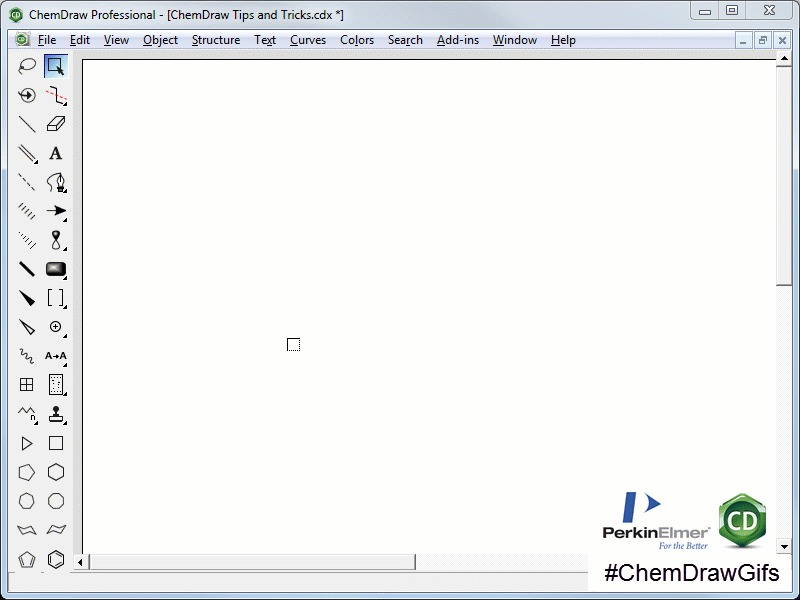 ChemDraw Professional - [ChemDraw Tips and Tricks.cdx *]
File Edit View Object Structure Text Curves Colors Search Add-ins Window Help
A
A→A
n
PerkinElmer
For the Better
CD
#ChemDrawGifs